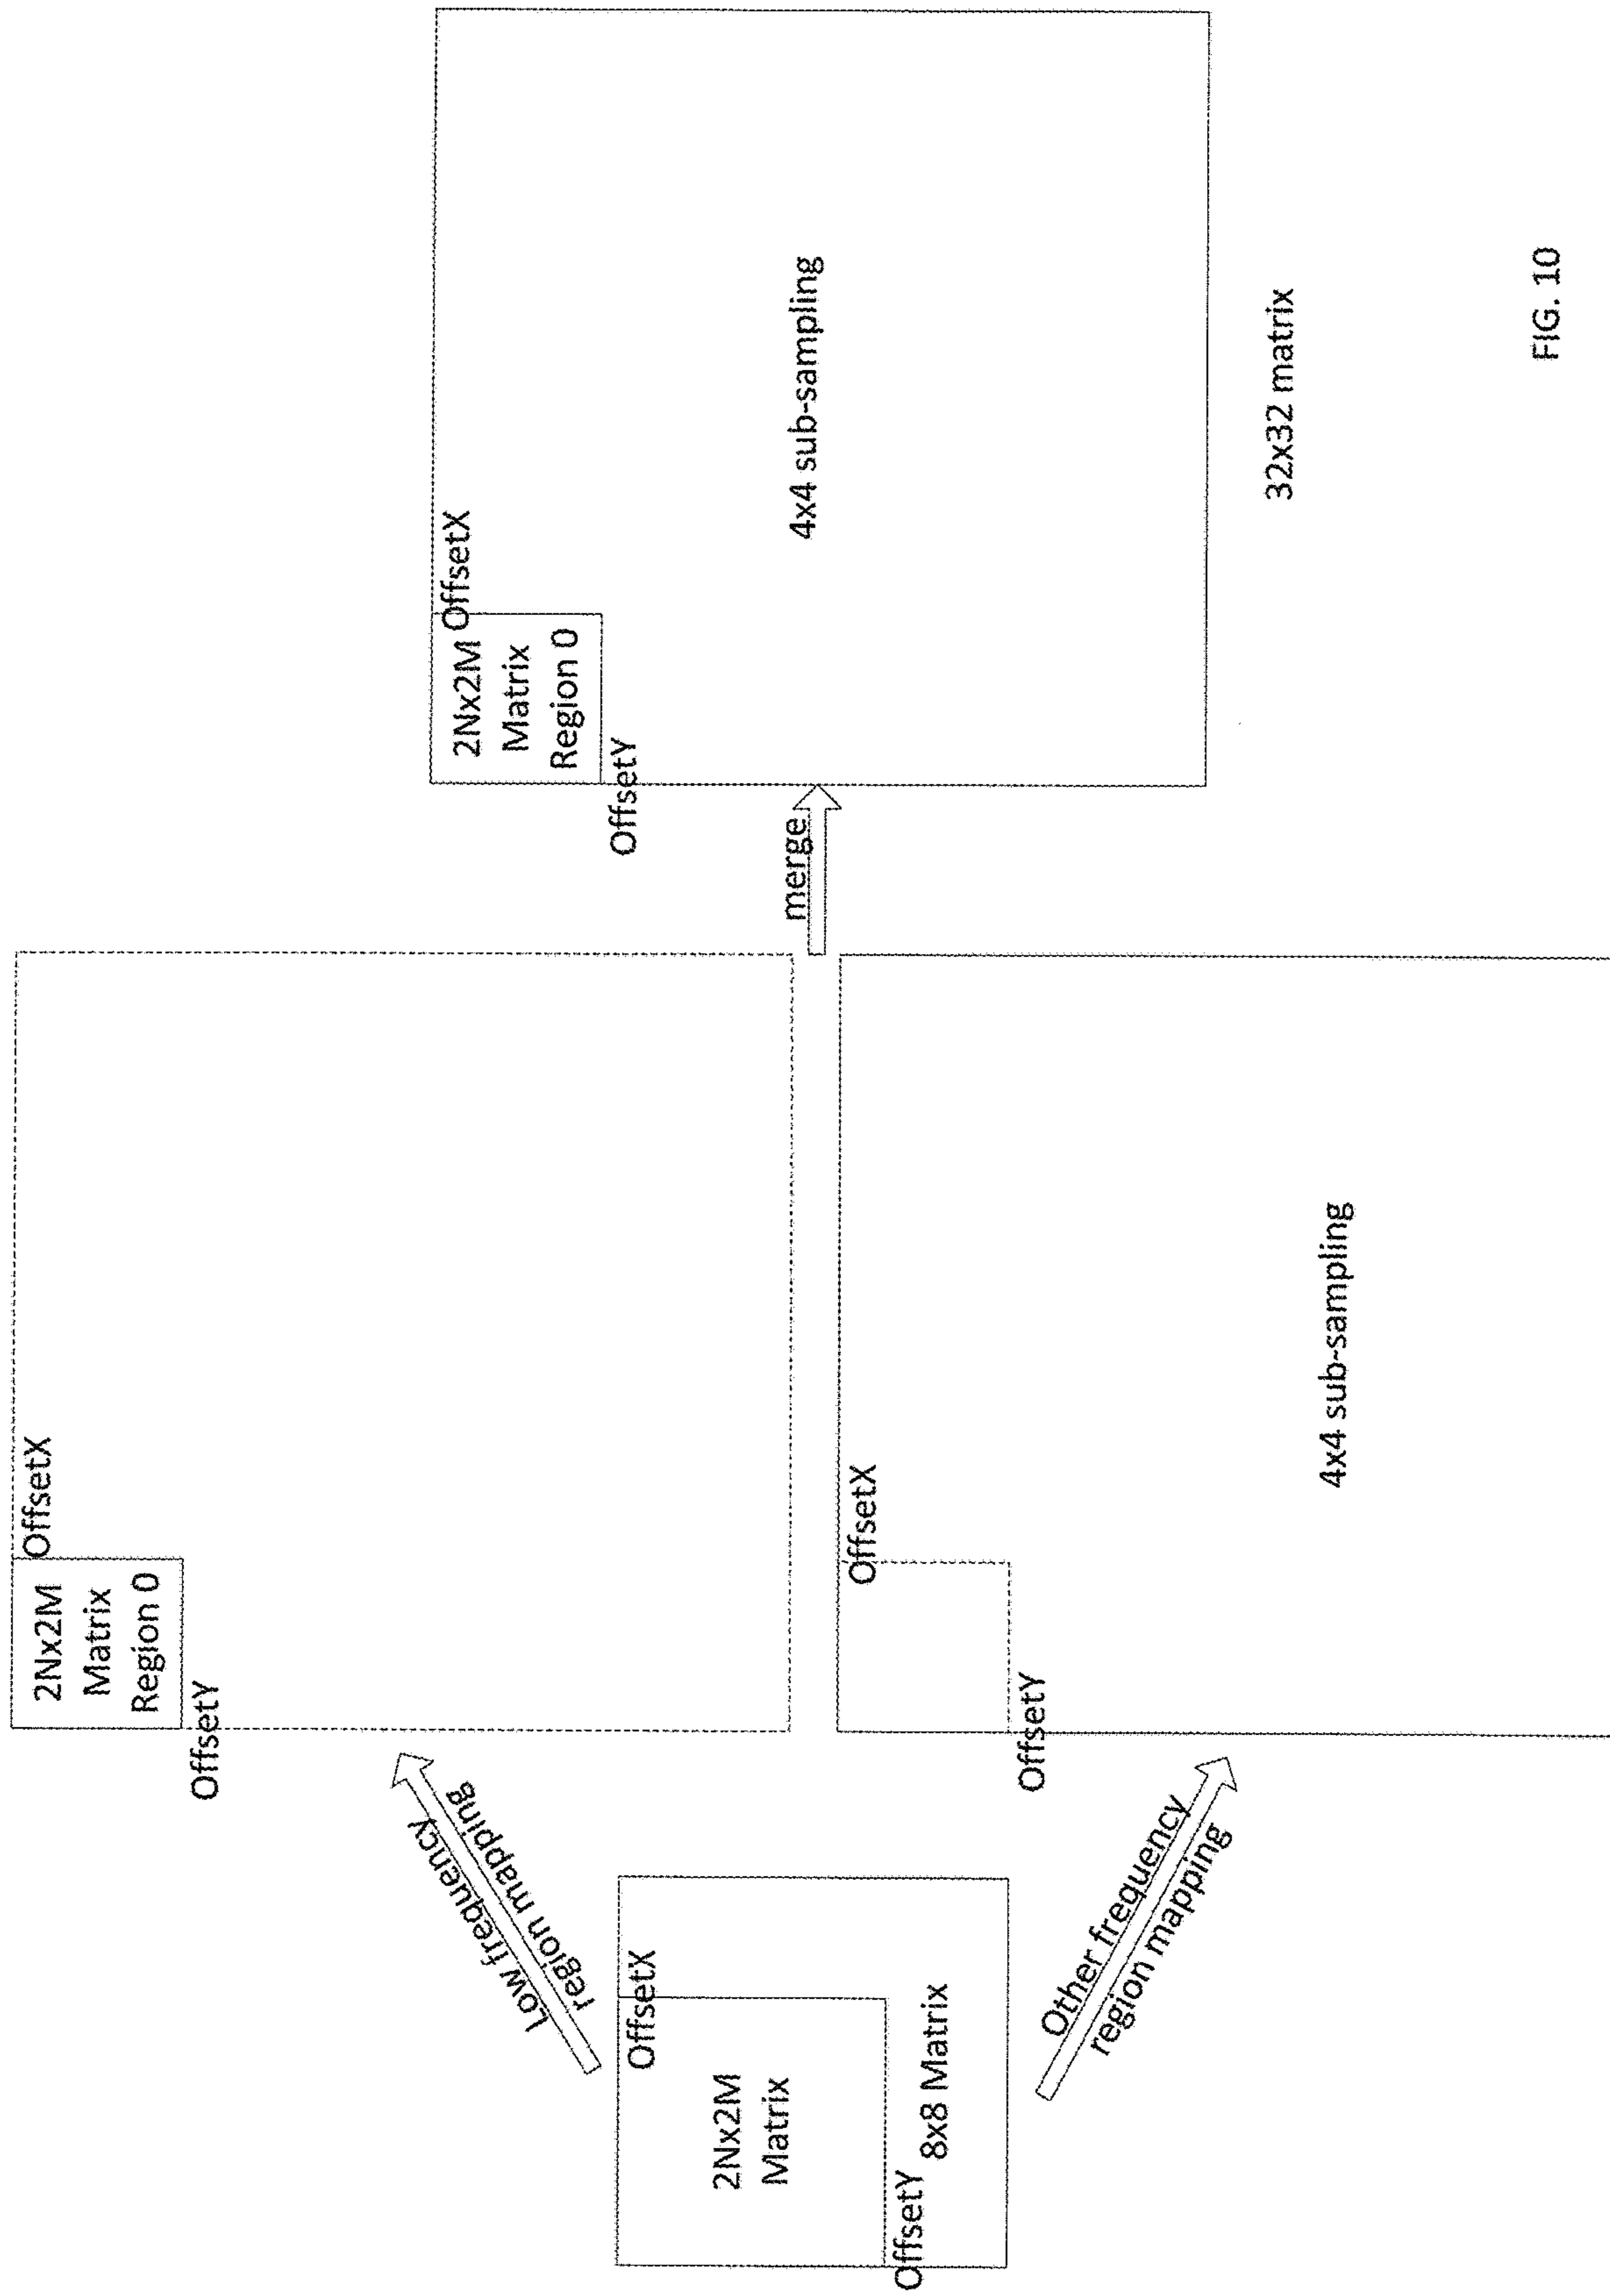 2Nx2M
Matrix
OffsetX
OffsetY
8x8 Matrix
Low frequency
region mapping
Other frequency
region mapping
2Nx2M
Matrix
Region 0
OffsetX
OffsetY
OffsetX
OffsetY
4x4 sub-sampling
merge
2Nx2M
Matrix
Region 0
OffsetX
OffsetY
4x4 sub-sampling
32x32 matrix
FIG. 10